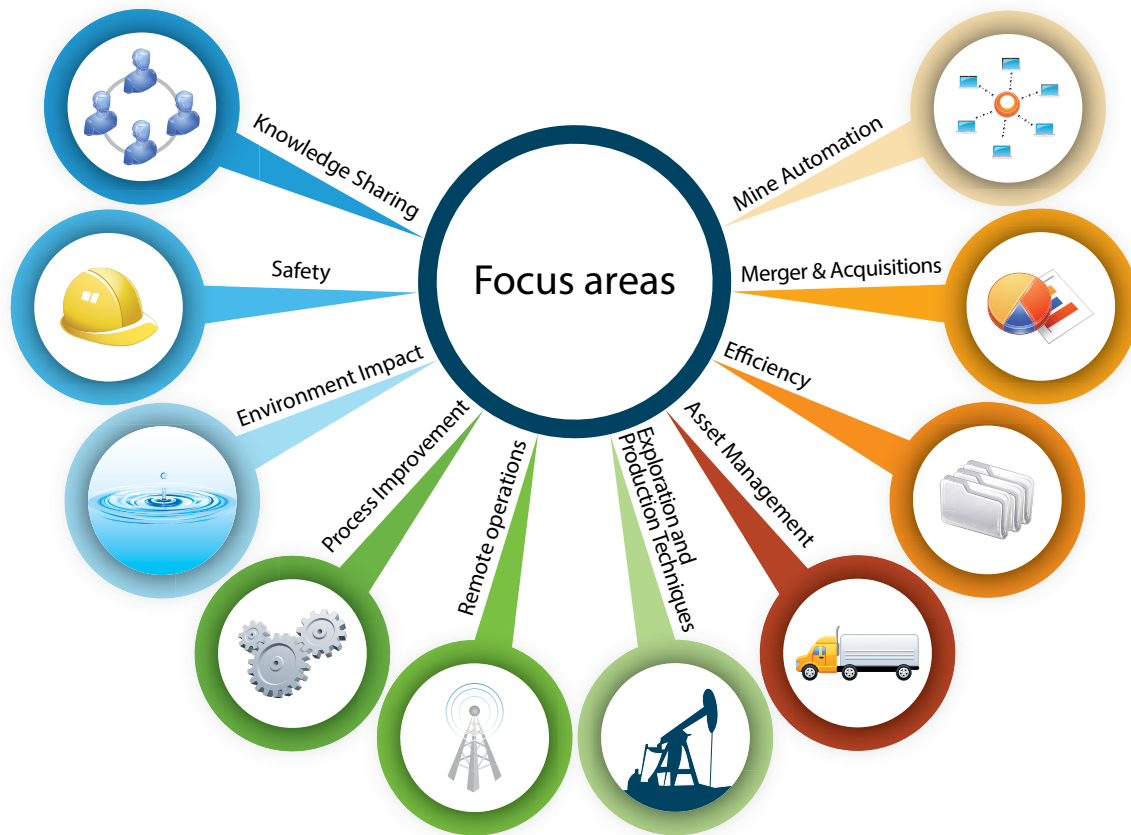 Focus areas
Knowledge Sharing
Safety
Environment Impact
Process Improvement
Remote operations
Exploration and
Production Techniques
Asset Management
Efficiency
Merger & Acquisitions
Mine Automation